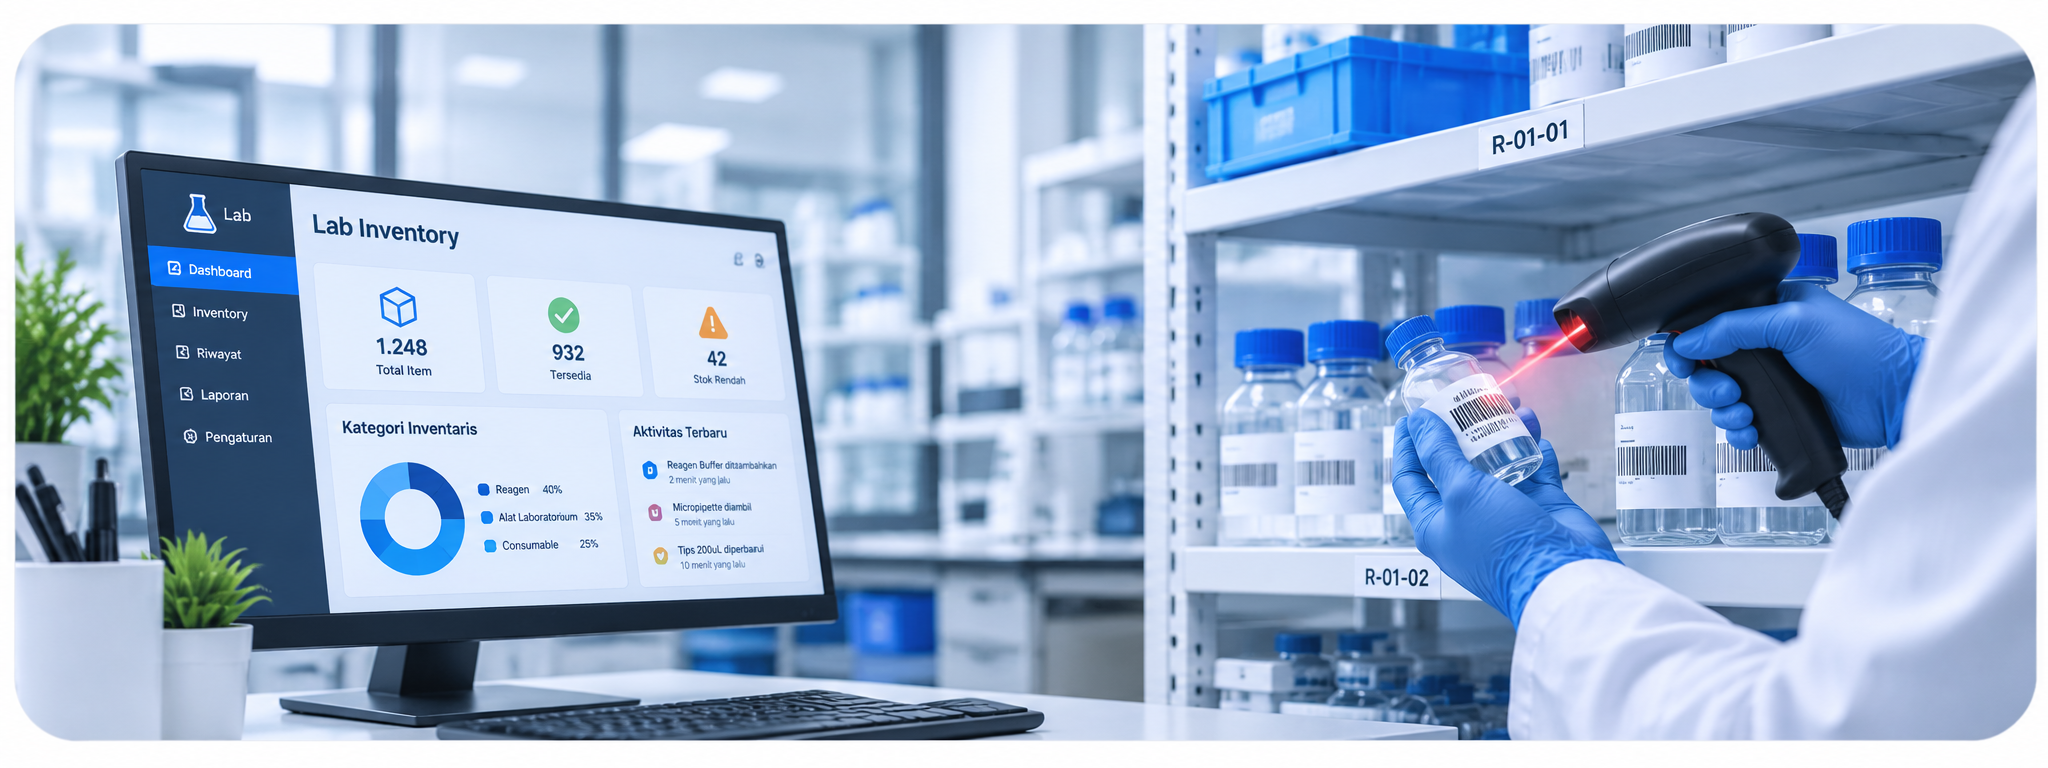 Lab
Dashboard
Inventory
Riwayat
Laporan
Pengaturan
Lab Inventory
1.248
Total Item
932
Tersedia
42
Stok Rendah
Kategori Inventaris
Reagen 40%
Alat Laboratorium 35%
Consumable 25%
Aktivitas Terbaru
Reagen Buffer
2 menit yang lalu
Micropipette diambil
5 menit yang lalu
Tips 200uL diperbarui
10 menit yang lalu
R-01-01
R-01-02